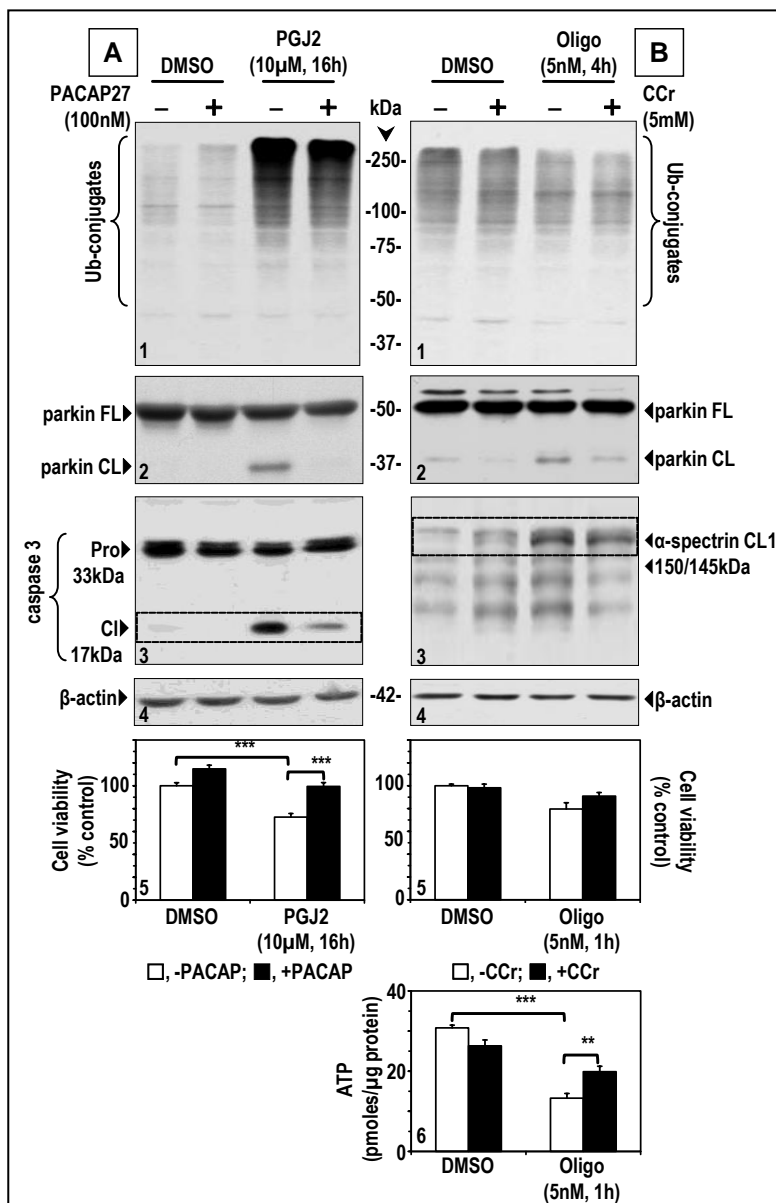 A
PGJ2
DMSO (10µM, 16h)
PACAP27
(100nM)
– + – +
kDa
Oligo
B
DMSO (5nM, 4h)
– + – +
CCr
(5mM)
Ub-conjugates
1
-250-
-100-
-75-
-50-
-37-
1
Ub-conjugates
parkin FL
parkin CL
2
-50-
-37-
2
parkin FL
parkin CL
caspase 3
Pro
33kDa
Cl
17kDa
3
3
α-spectrin CL1
150/145kDa
β-actin
4
-42-
4
β-actin
Cell viability
(% control)
100
50
0
*** ***
5
DMSO PGJ2
(10µM, 16h)
, -PACAP; , +PACAP
100
50
0
5
Cell viability
(% control)
DMSO Oligo
(5nM, 1h)
, -CCr; , +CCr
ATP
(pmoles/µg protein)
40
20
0
*** **
6
DMSO Oligo
(5nM, 1h)